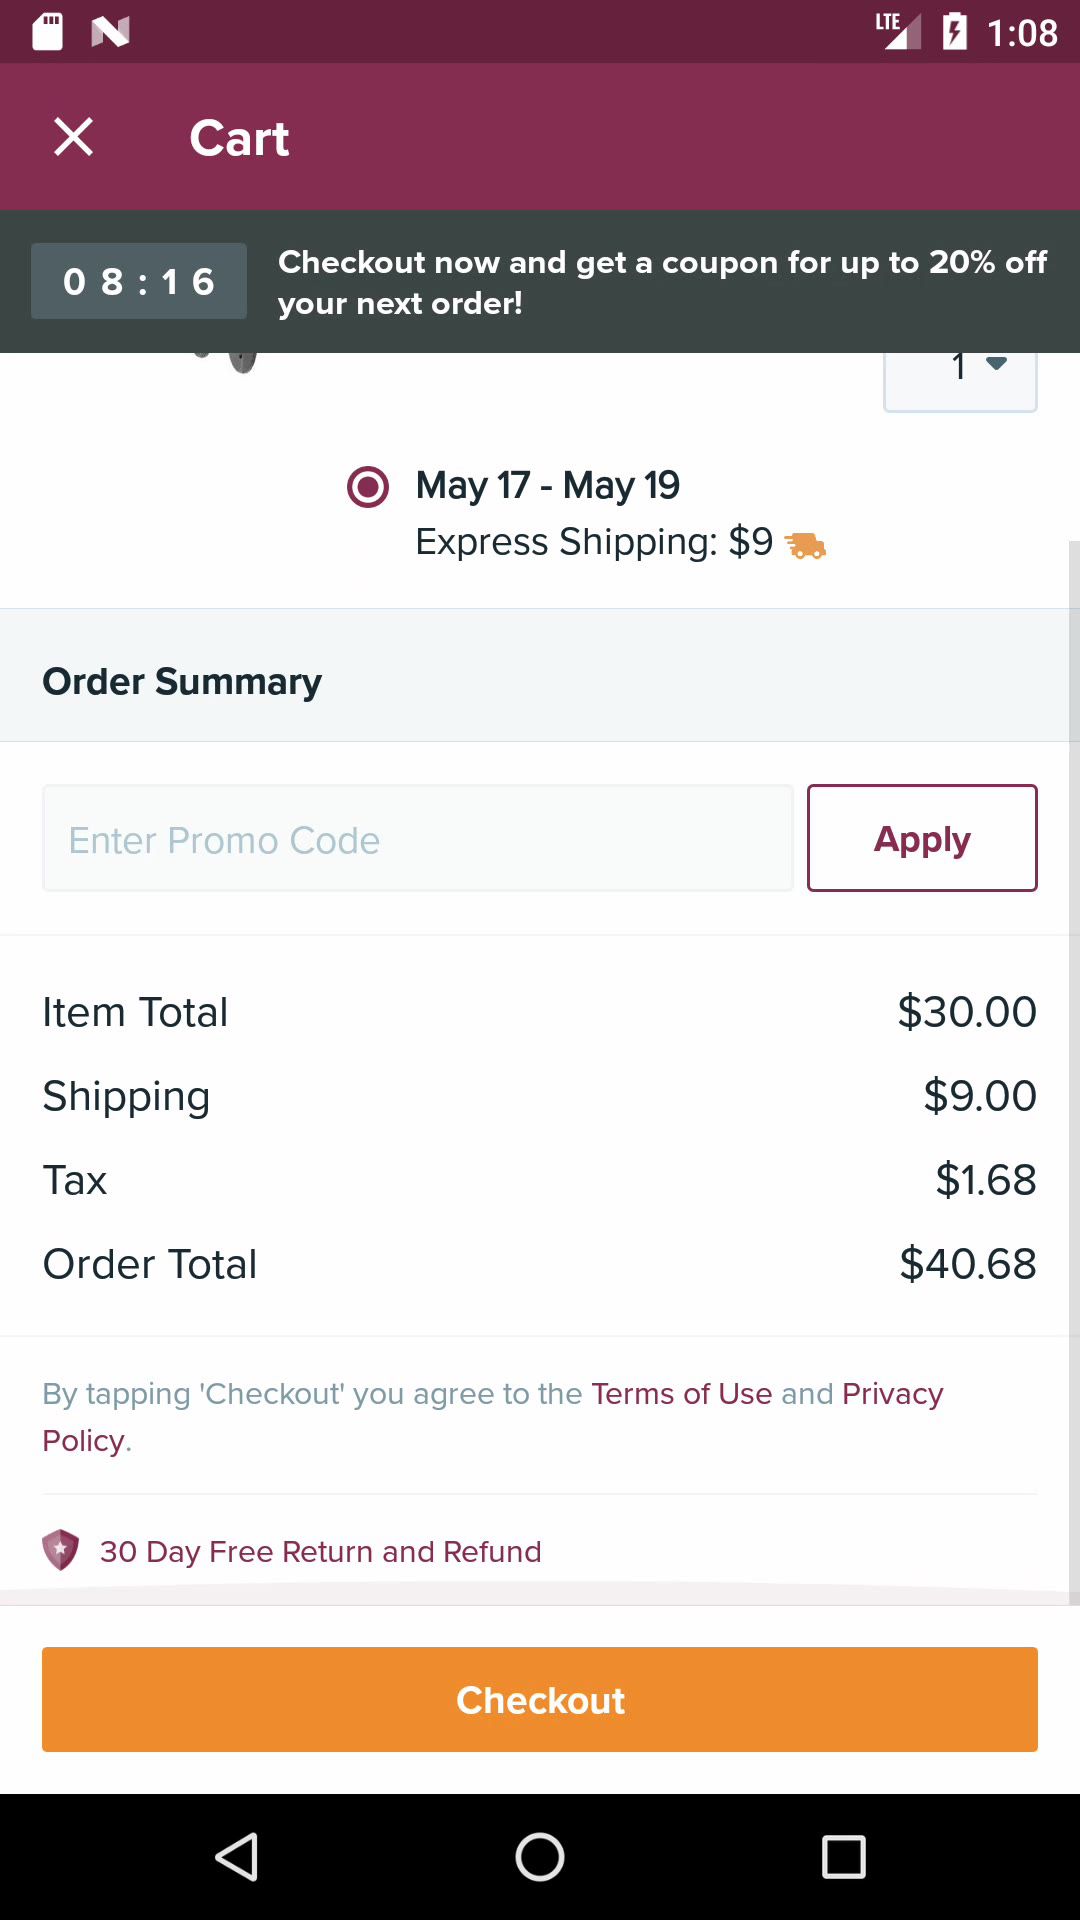 LTE 1:08
Cart
08:16
Checkout now and get a coupon for up to 20% off
your next order!
1
May 17 - May 19
Express Shipping: $9
Order Summary
Enter Promo Code
Apply
Item Total $30.00
Shipping $9.00
Tax $1.68
Order Total $40.68
By tapping 'Checkout' you agree to the Terms of Use and Privacy
Policy.
30 Day Free Return and Refund
Checkout